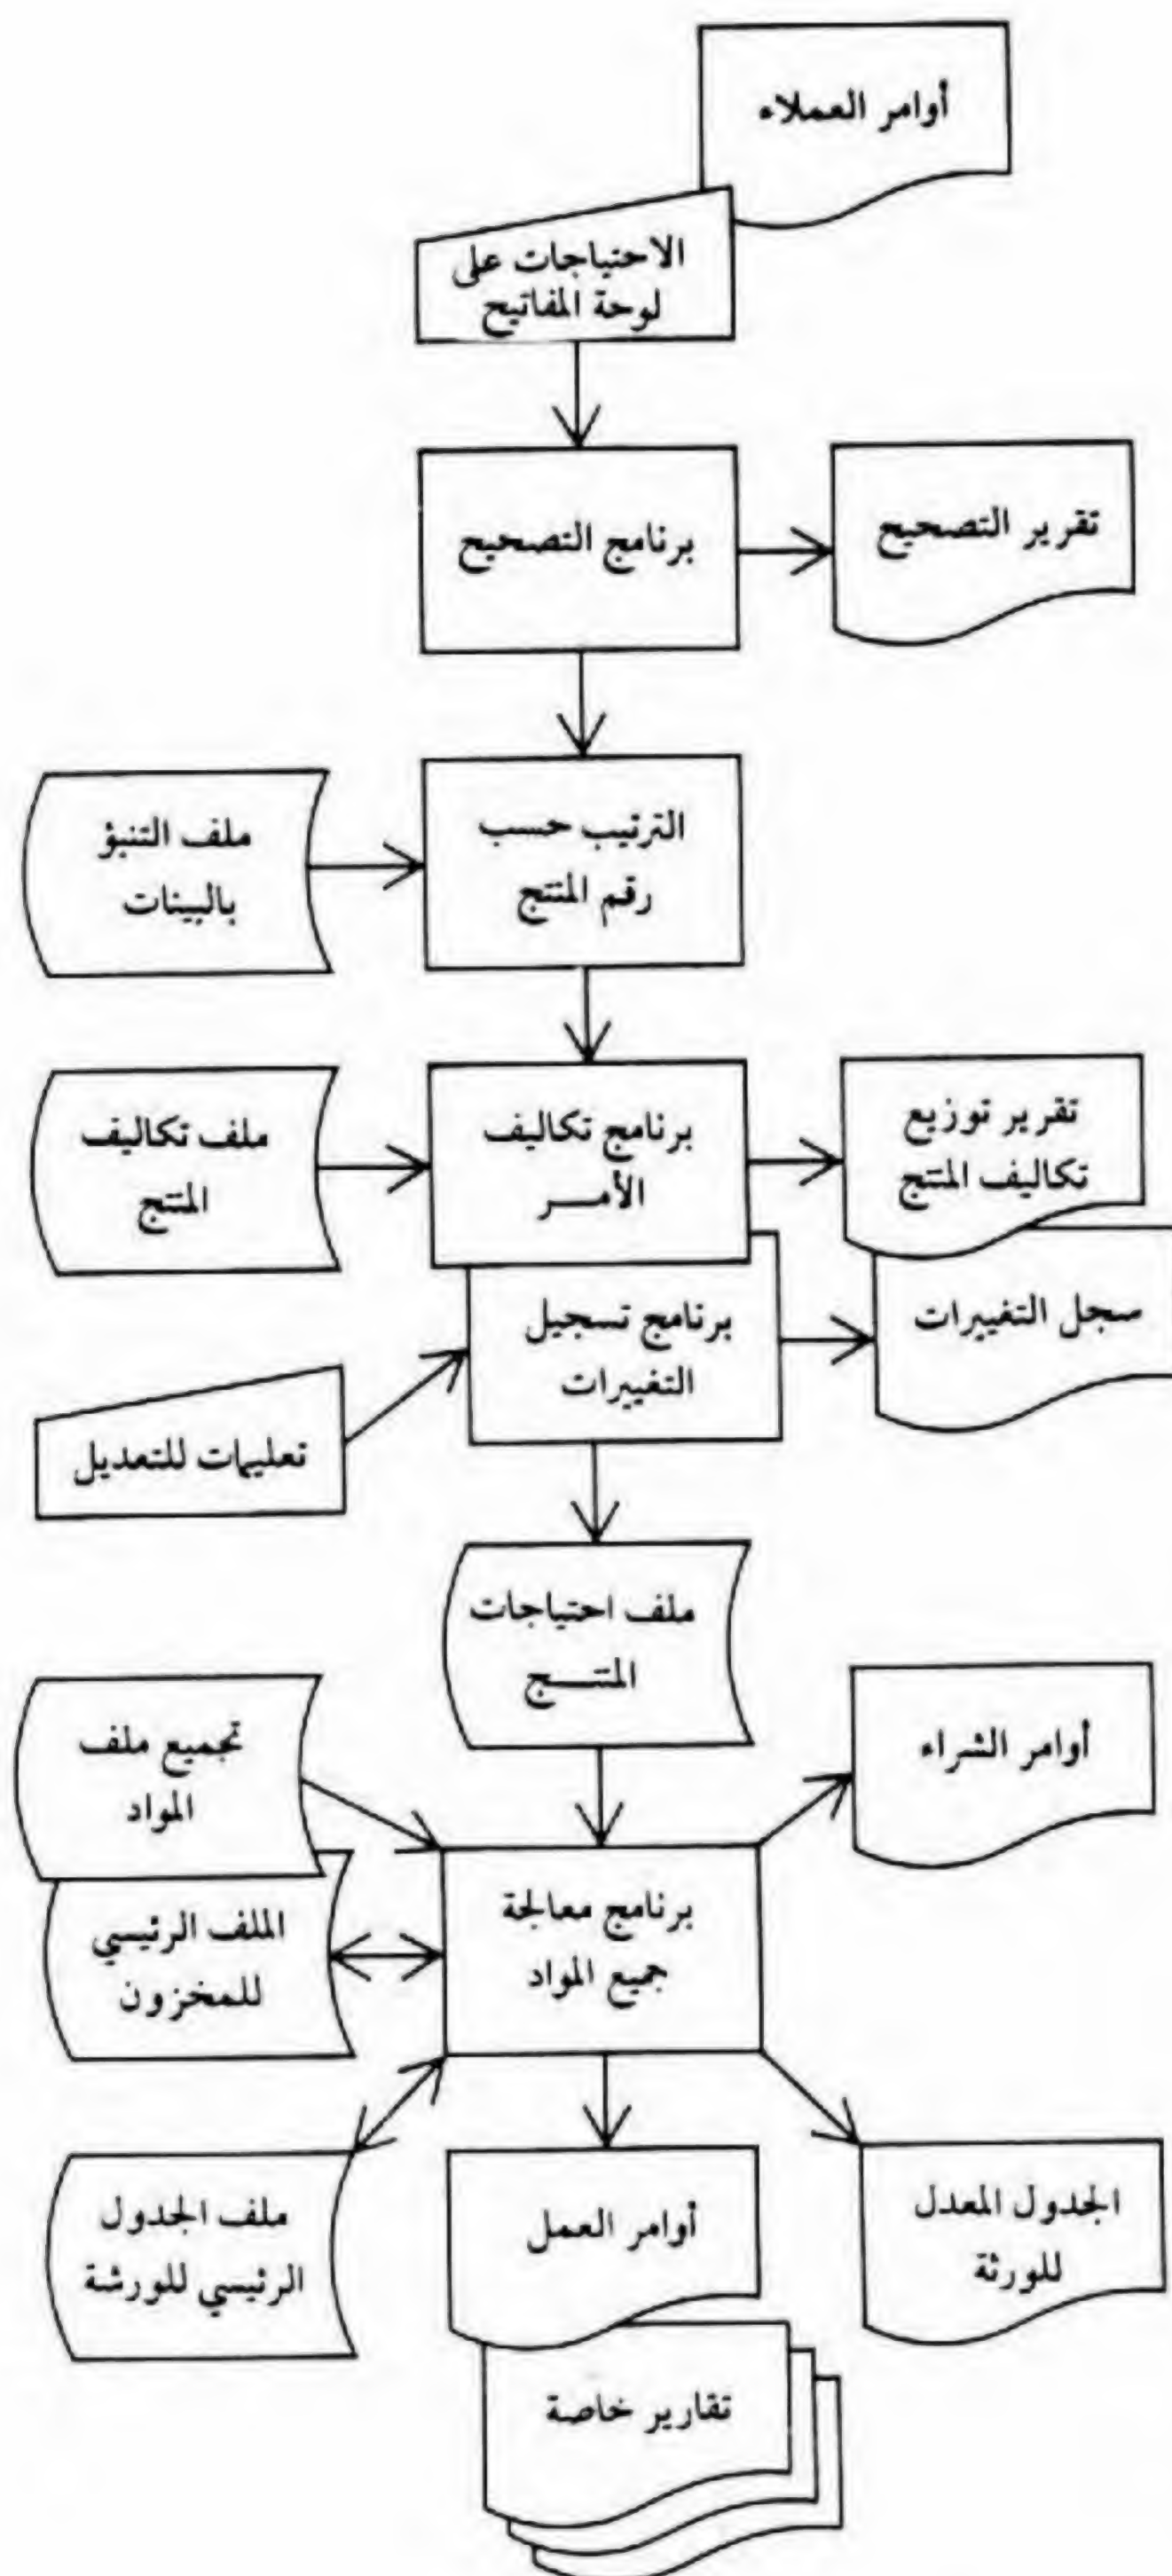 أوامر العملاء
الاحتياجات على
لوحة المفاتيح
برنامج التصحيح
تقرير التصحيح
الترتيب حسب
رقم المنتج
ملف التنبؤ
بالبينات
برنامج تكاليف
الأمـــر
تقرير توزيع
تكاليف المنتج
ملف تكاليف
المنتج
برنامج تسجيل
التغييرات
سجل التغييرات
تعليمات للتعديل
ملف احتياجات
المنتـــج
أوامر الشراء
تجميع ملف
المواد
برنامج معالجة
جميع المواد
الملف الرئيسي
للمخزون
الجدول المعدل
للورثة
أوامر العمل
ملف الجدول
الرئيسي للورشة
تقارير خاصة